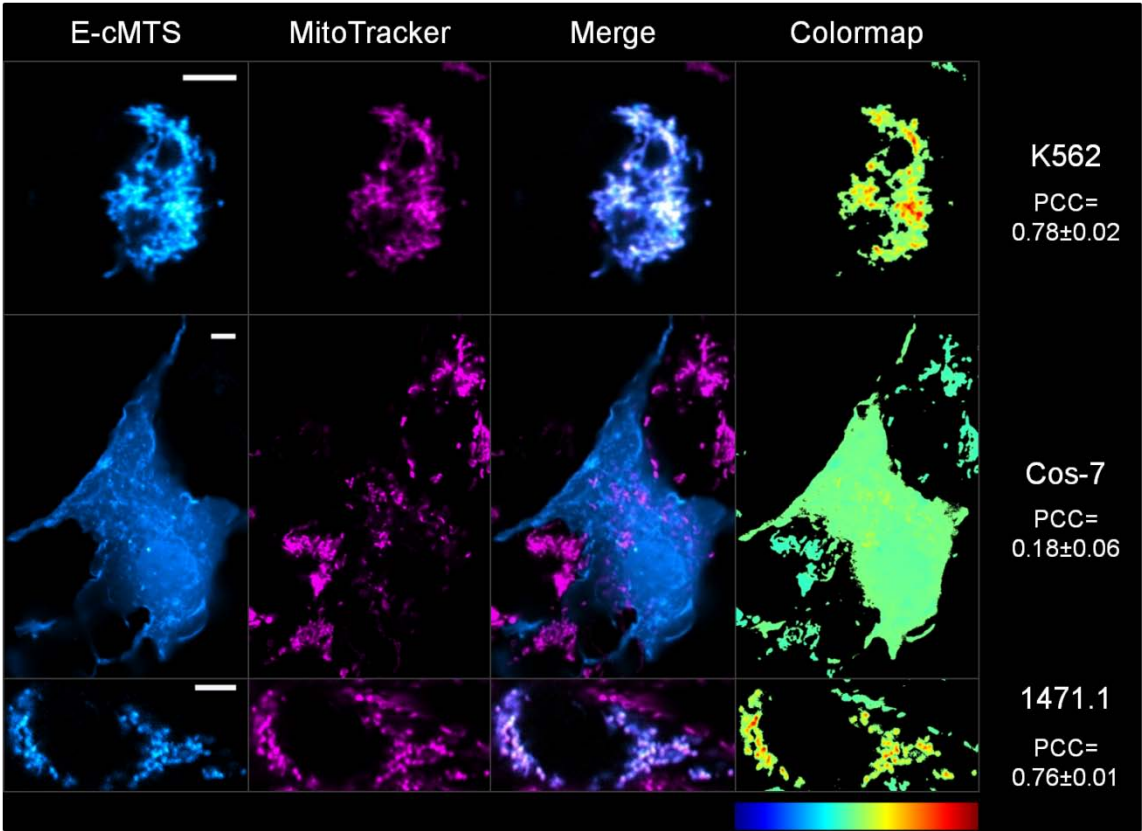 E-cMTS MitoTracker Merge Colormap
K562
PCC=
0.78±0.02
Cos-7
PCC=
0.18±0.06
1471.1
PCC=
0.76±0.01